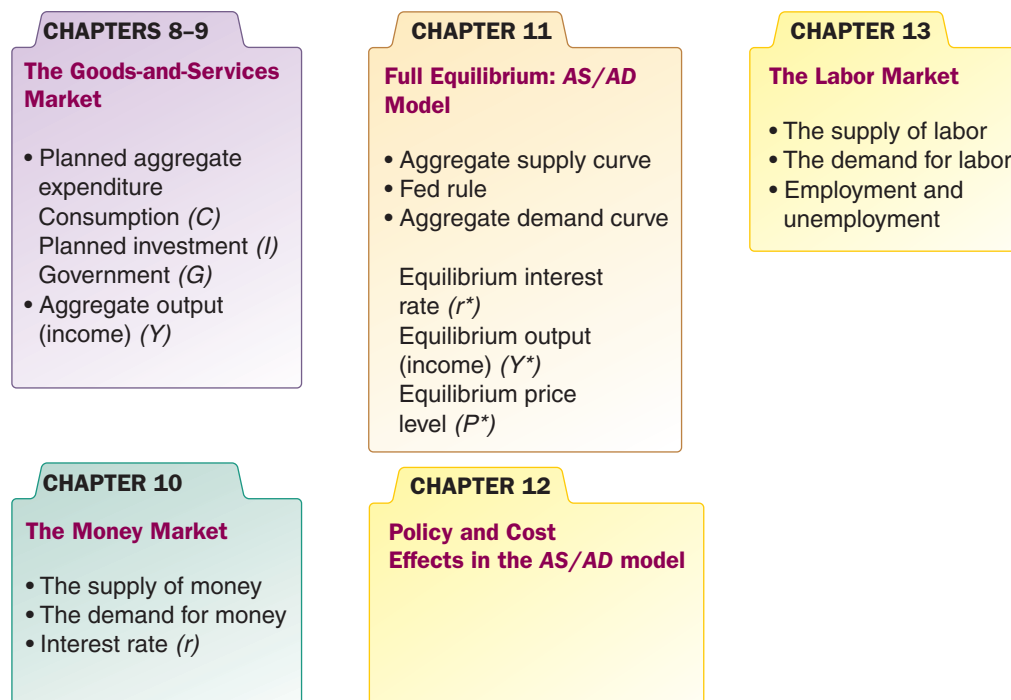 CHAPTERS 8–9
The Goods-and-Services
Market
• Planned aggregate
expenditure
Consumption (C)
Planned investment (I)
Government (G)
• Aggregate output
(income) (Y)
CHAPTER 11
Full Equilibrium: AS/AD
Model
• Aggregate supply curve
• Fed rule
• Aggregate demand curve
Equilibrium interest
rate (r*)
Equilibrium output
(income) (Y*)
Equilibrium price
level (P*)
CHAPTER 13
The Labor Market
• The supply of labor
• The demand for labor
• Employment and
unemployment
CHAPTER 10
The Money Market
• The supply of money
• The demand for money
• Interest rate (r)
CHAPTER 12
Policy and Cost
Effects in the AS/AD model